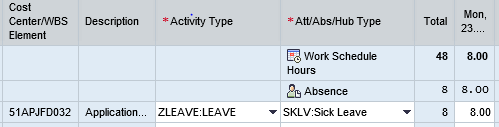 Cost Center/WBS Element Description *Activity Type *Att/Abs/Hub Type Total Mon, 23....
Work Schedule Hours 48 8.00
Absence 8 8.00
51APJFD032 Application... ZLEAVE:LEAVE SKLV:Sick Leave 8 8.00